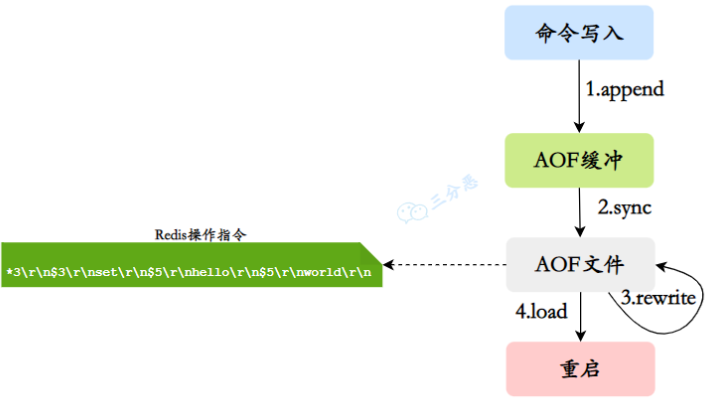 命令写入
1.append
AOF缓冲
三分恶
2.sync
Redis操作指令
*3\r\n$3\r\nset\r\n$5\r\nhello\r\n$5\r\nworld\r\n
AOF文件
3.rewrite
4.load
重启